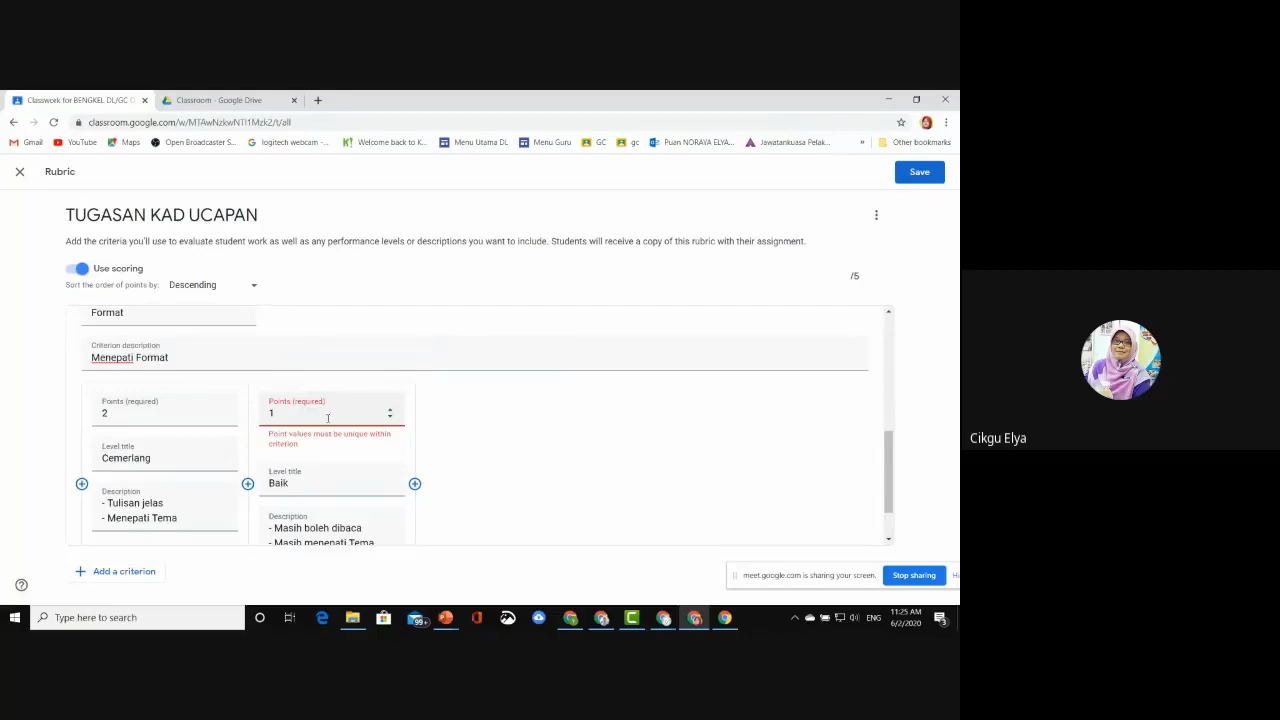 Classwork for BENGKEL DL/GC O
Classroom - Google Drive
classroom.google.com/w/MTAwNzkwNTI1Mzk2/t/all
Gmail
YouTube
Maps
Open Broadcaster S...
logitech webcam -...
Welcome back to K...
Menu Utama DL
Menu Guru
GC
gc
Puan NORAYA ELYA...
Jawatankuasa Pelak...
»
Other bookmarks
Rubric
Save
TUGASAN KAD UCAPAN
Add the criteria you'll use to evaluate student work as well as any performance levels or descriptions you want to include. Students will receive a copy of this rubric with their assignment.
Use scoring
/5
Sort the order of points by:
Descending
Format
Criterion description
Menepati Format
Points (required)
2
Points (required)
1
Point values must be unique within
criterion
Level title
Cemerlang
Level title
Baik
Description
- Tulisan jelas
- Menepati Tema
Description
- Masih boleh dibaca
- Masih menepati Tema
Add a criterion
meet.google.com is sharing your screen.
Stop sharing
Hi
Type here to search
99+
ENG
11:25 AM
6/2/2020
3
Cikgu Elya